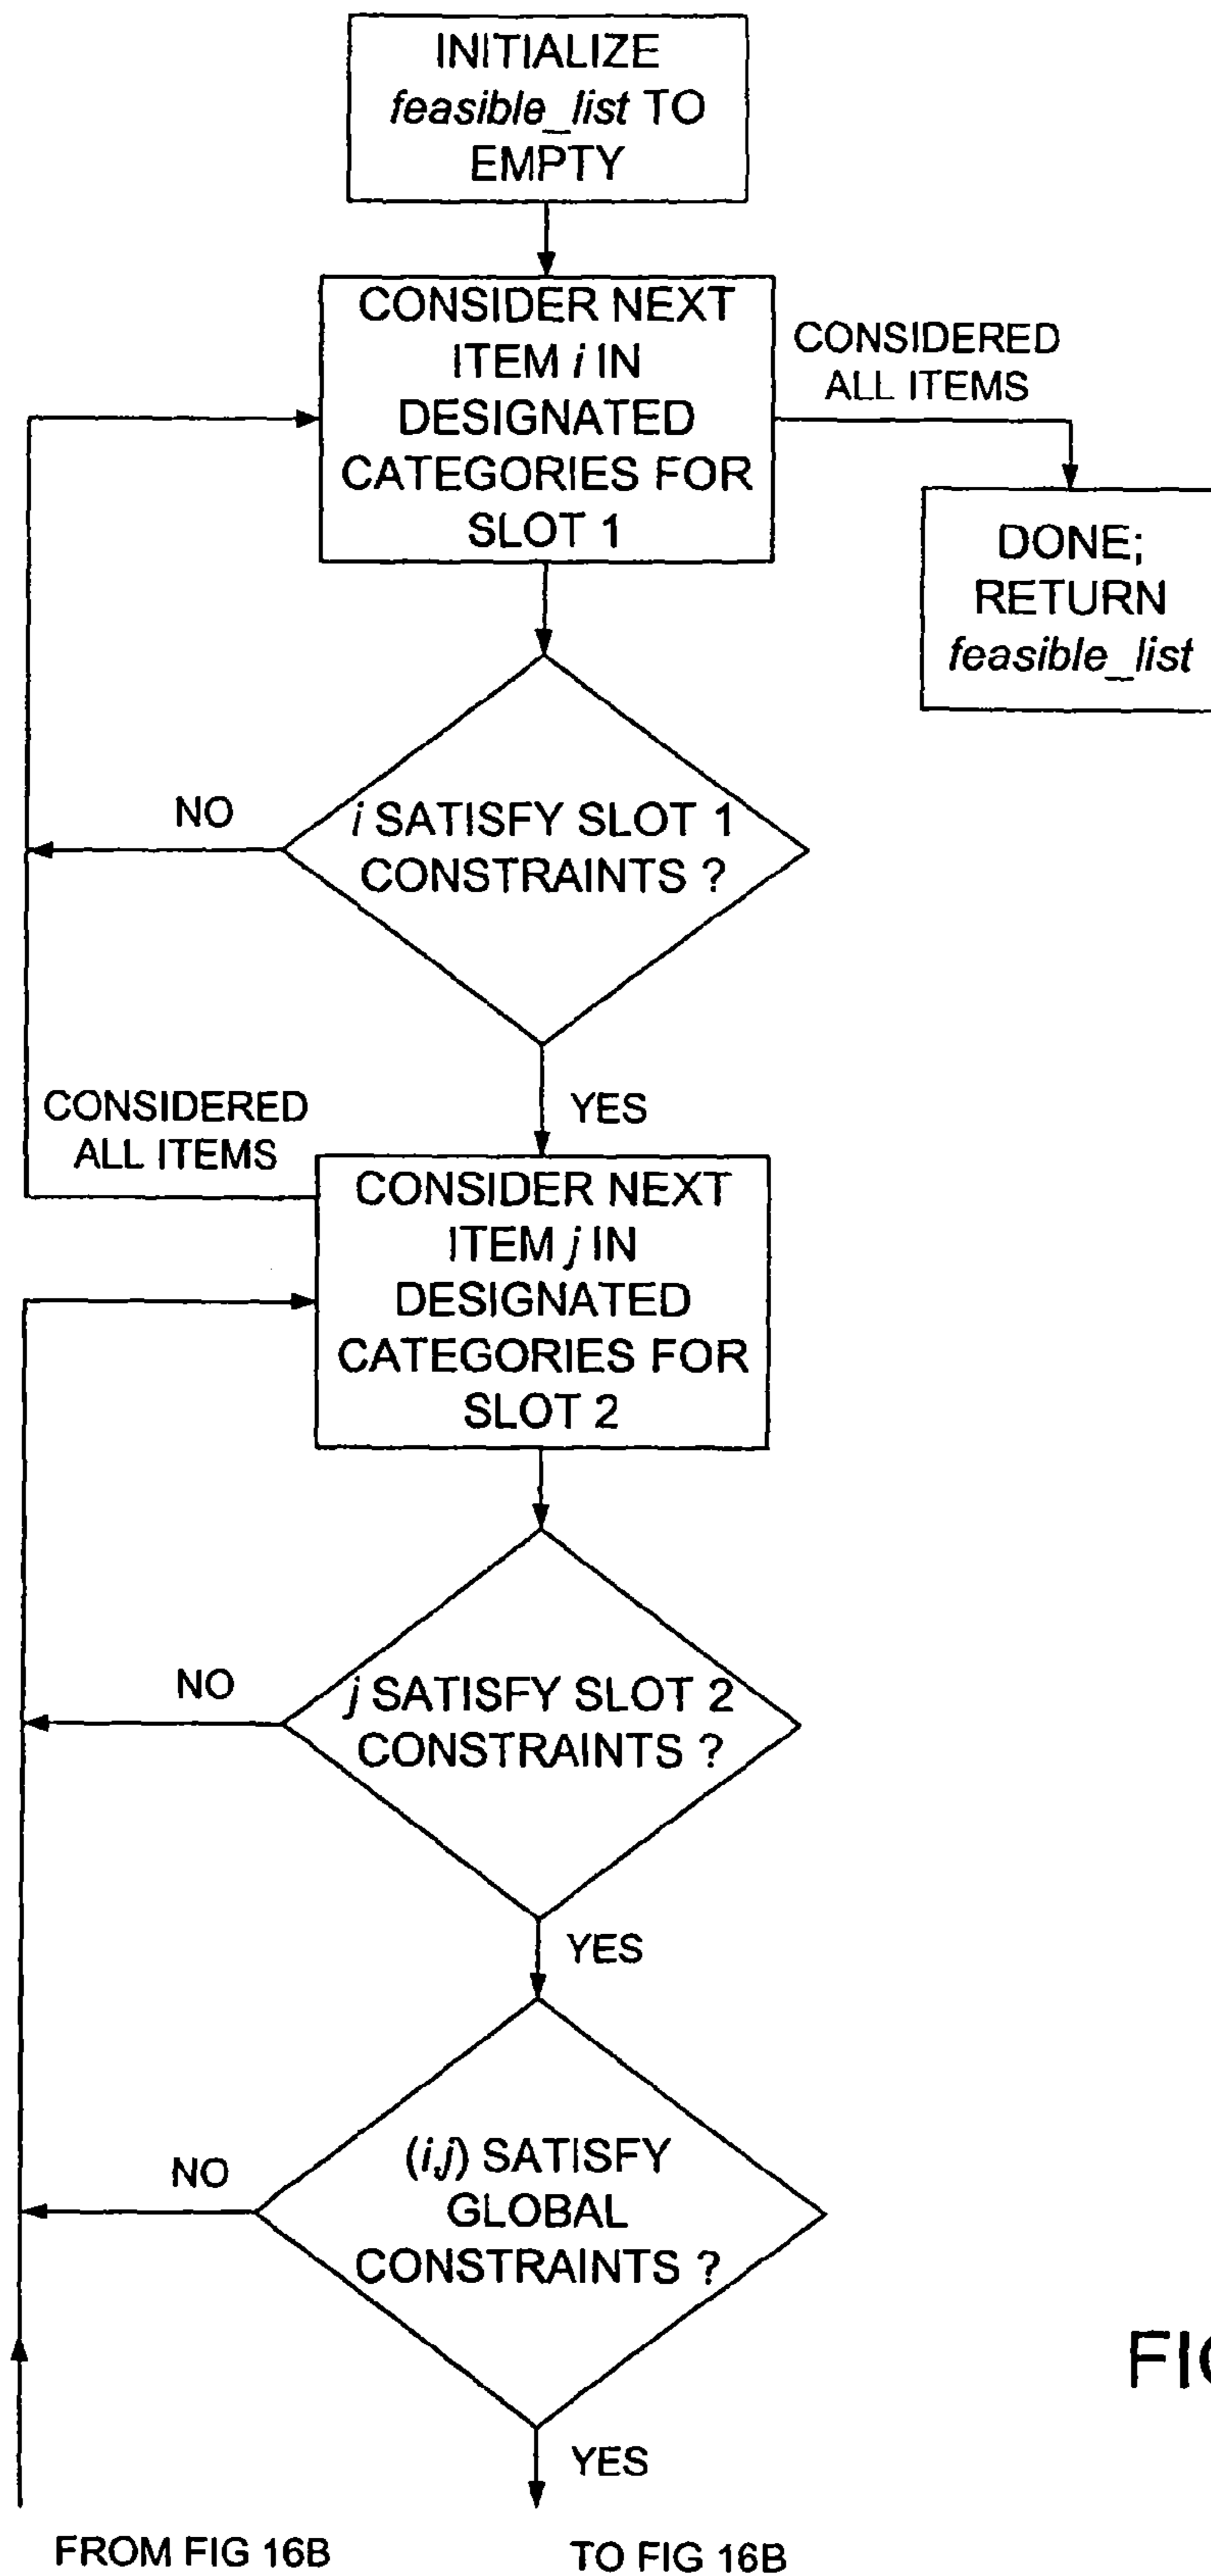 INITIALIZE
feasible_list TO
EMPTY
CONSIDER NEXT
ITEM i IN
DESIGNATED
CATEGORIES FOR
SLOT 1
CONSIDERED
ALL ITEMS
DONE;
RETURN
feasible_list
NO
i SATISFY SLOT 1
CONSTRAINTS ?
YES
CONSIDERED
ALL ITEMS
CONSIDER NEXT
ITEM j IN
DESIGNATED
CATEGORIES FOR
SLOT 2
NO
j SATISFY SLOT 2
CONSTRAINTS ?
YES
NO
(i,j) SATISFY
GLOBAL
CONSTRAINTS ?
YES
FROM FIG 16B
TO FIG 16B